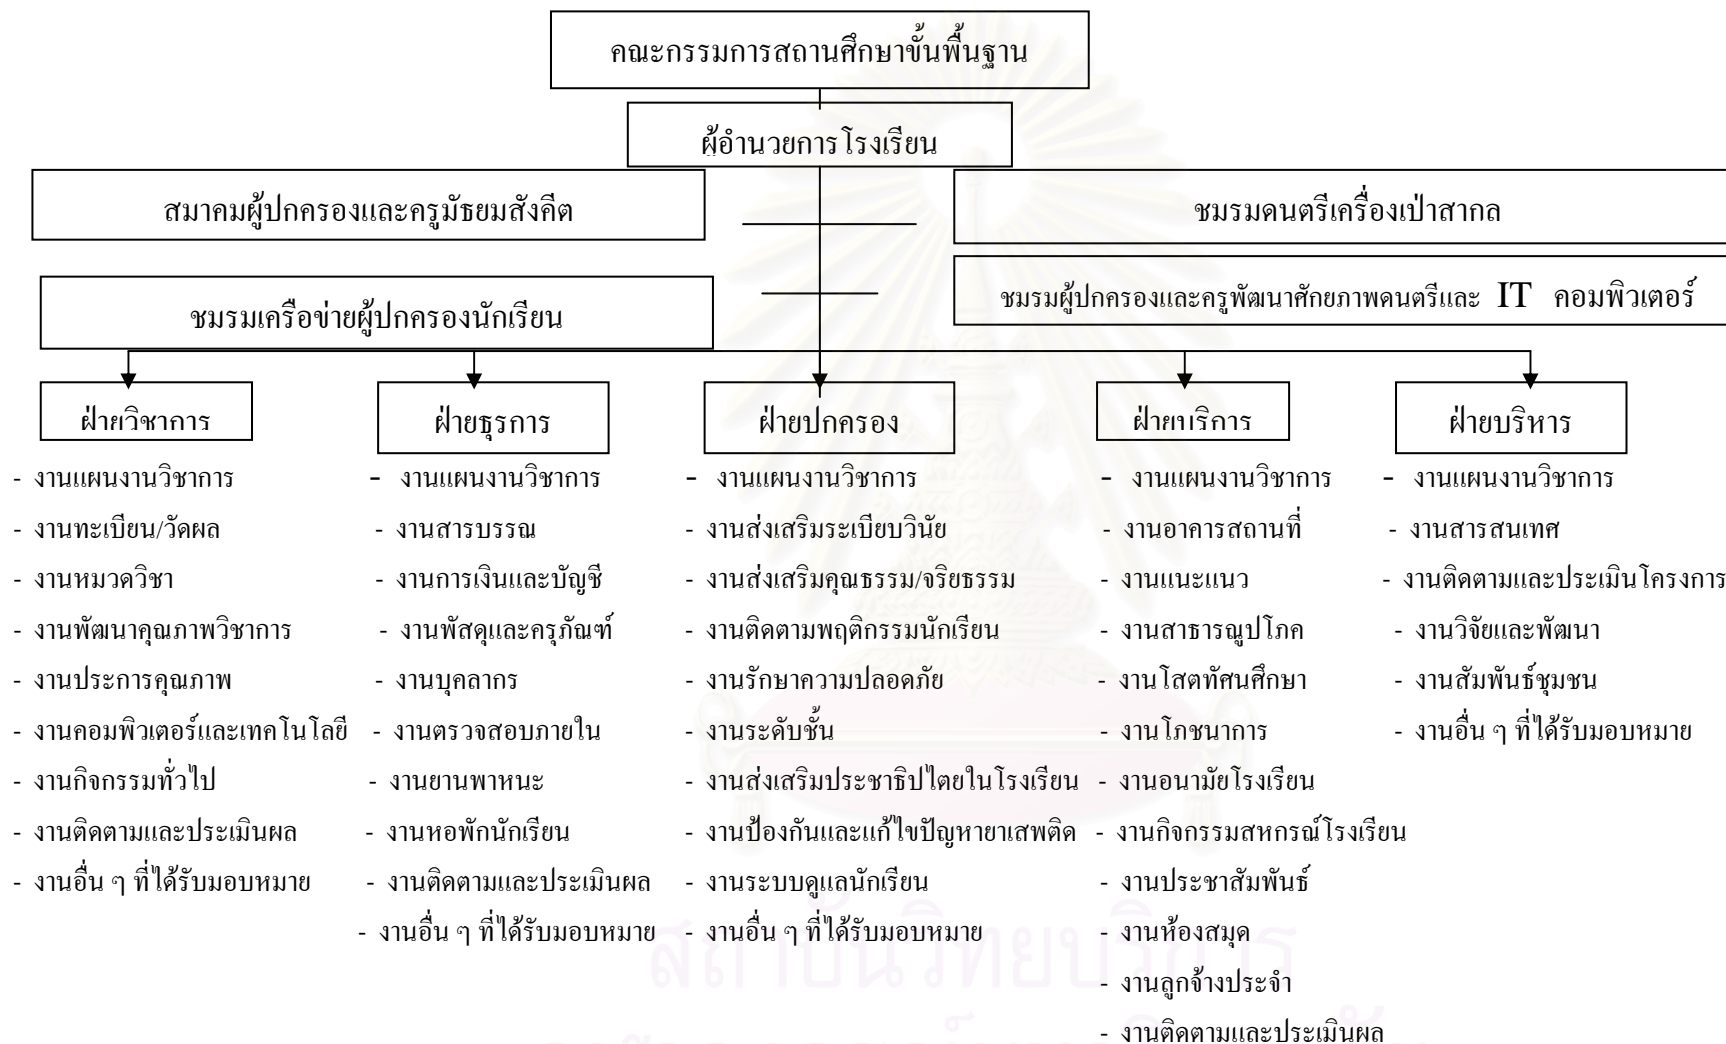 คณะกรรมการสถานศึกษาขั้นพื้นฐาน
ผู้อำนวยการโรงเรียน
สมาคมผู้ปกครองและครูมัธยมสังคีต
ชมรมดนตรีเครื่องเป่าสากล
ชมรมเครือข่ายผู้ปกครองนักเรียน
ชมรมผู้ปกครองและครูพัฒนาศักยภาพดนตรีและ IT คอมพิวเตอร์
ฝ่ายวิชาการ
- งานแผนงานวิชาการ
- งานทะเบียน/วัดผล
- งานหมวดวิชา
- งานพัฒนาคุณภาพวิชาการ
- งานประการคุณภาพ
- งานคอมพิวเตอร์และเทคโนโลยี
- งานกิจกรรมทั่วไป
- งานติดตามและประเมินผล
- งานอื่น ๆ ที่ได้รับมอบหมาย
ฝ่ายธุรการ
- งานแผนงานวิชาการ
- งานสารบรรณ
- งานการเงินและบัญชี
- งานพัสดุและครุภัณฑ์
- งานบุคลากร
- งานตรวจสอบภายใน
- งานยานพาหนะ
- งานหอพักนักเรียน
- งานติดตามและประเมินผล
- งานอื่น ๆ ที่ได้รับมอบหมาย
ฝ่ายปกครอง
- งานแผนงานวิชาการ
- งานส่งเสริมระเบียบวินัย
- งานส่งเสริมคุณธรรม/จริยธรรม
- งานติดตามพฤติกรรมนักเรียน
- งานรักษาความปลอดภัย
- งานระดับชั้น
- งานส่งเสริมประชาธิปไตยในโรงเรียน
- งานป้องกันและแก้ไขปัญหายาเสพติด
- งานระบบดูแลนักเรียน
- งานอื่น ๆ ที่ได้รับมอบหมาย
ฝ่ายบริการ
- งานแผนงานวิชาการ
- งานอาคารสถานที่
- งานแนะแนว
- งานสาธารณูปโภค
- งานโสตทัศนศึกษา
- งานโภชนาการ
- งานอนามัยโรงเรียน
- งานกิจกรรมสหกรณ์โรงเรียน
- งานประชาสัมพันธ์
- งานห้องสมุด
- งานลูกจ้างประจำ
- งานติดตามและประเมินผล
ฝ่ายบริหาร
- งานแผนงานวิชาการ
- งานสารสนเทศ
- งานติดตามและประเมินโครงการ
- งานวิจัยและพัฒนา
- งานสัมพันธ์ชุมชน
- งานอื่น ๆ ที่ได้รับมอบหมาย
สถาบันวิทยบริการ